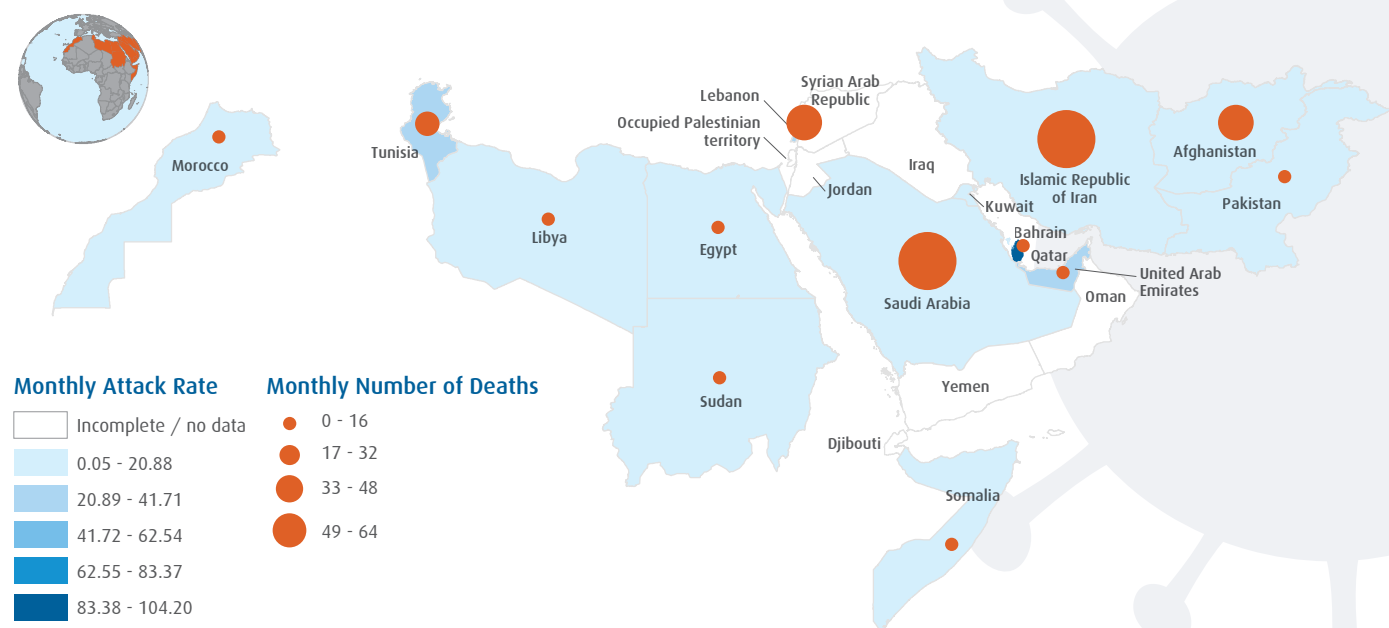 Syrian Arab
Republic
Lebanon
Occupied Palestinian
territory
Tunisia
Morocco
Iraq
Jordan
Afghanistan
Islamic Republic
of Iran
Pakistan
Kuwait
Libya
Egypt
Bahrain
Qatar
United Arab
Emirates
Oman
Saudi Arabia
Yemen
Sudan
Djibouti
Somalia
Monthly Attack Rate
Incomplete / no data
0.05 - 20.88
20.89 - 41.71
41.72 - 62.54
62.55 - 83.37
83.38 - 104.20
Monthly Number of Deaths
0 - 16
17 - 32
33 - 48
49 - 64